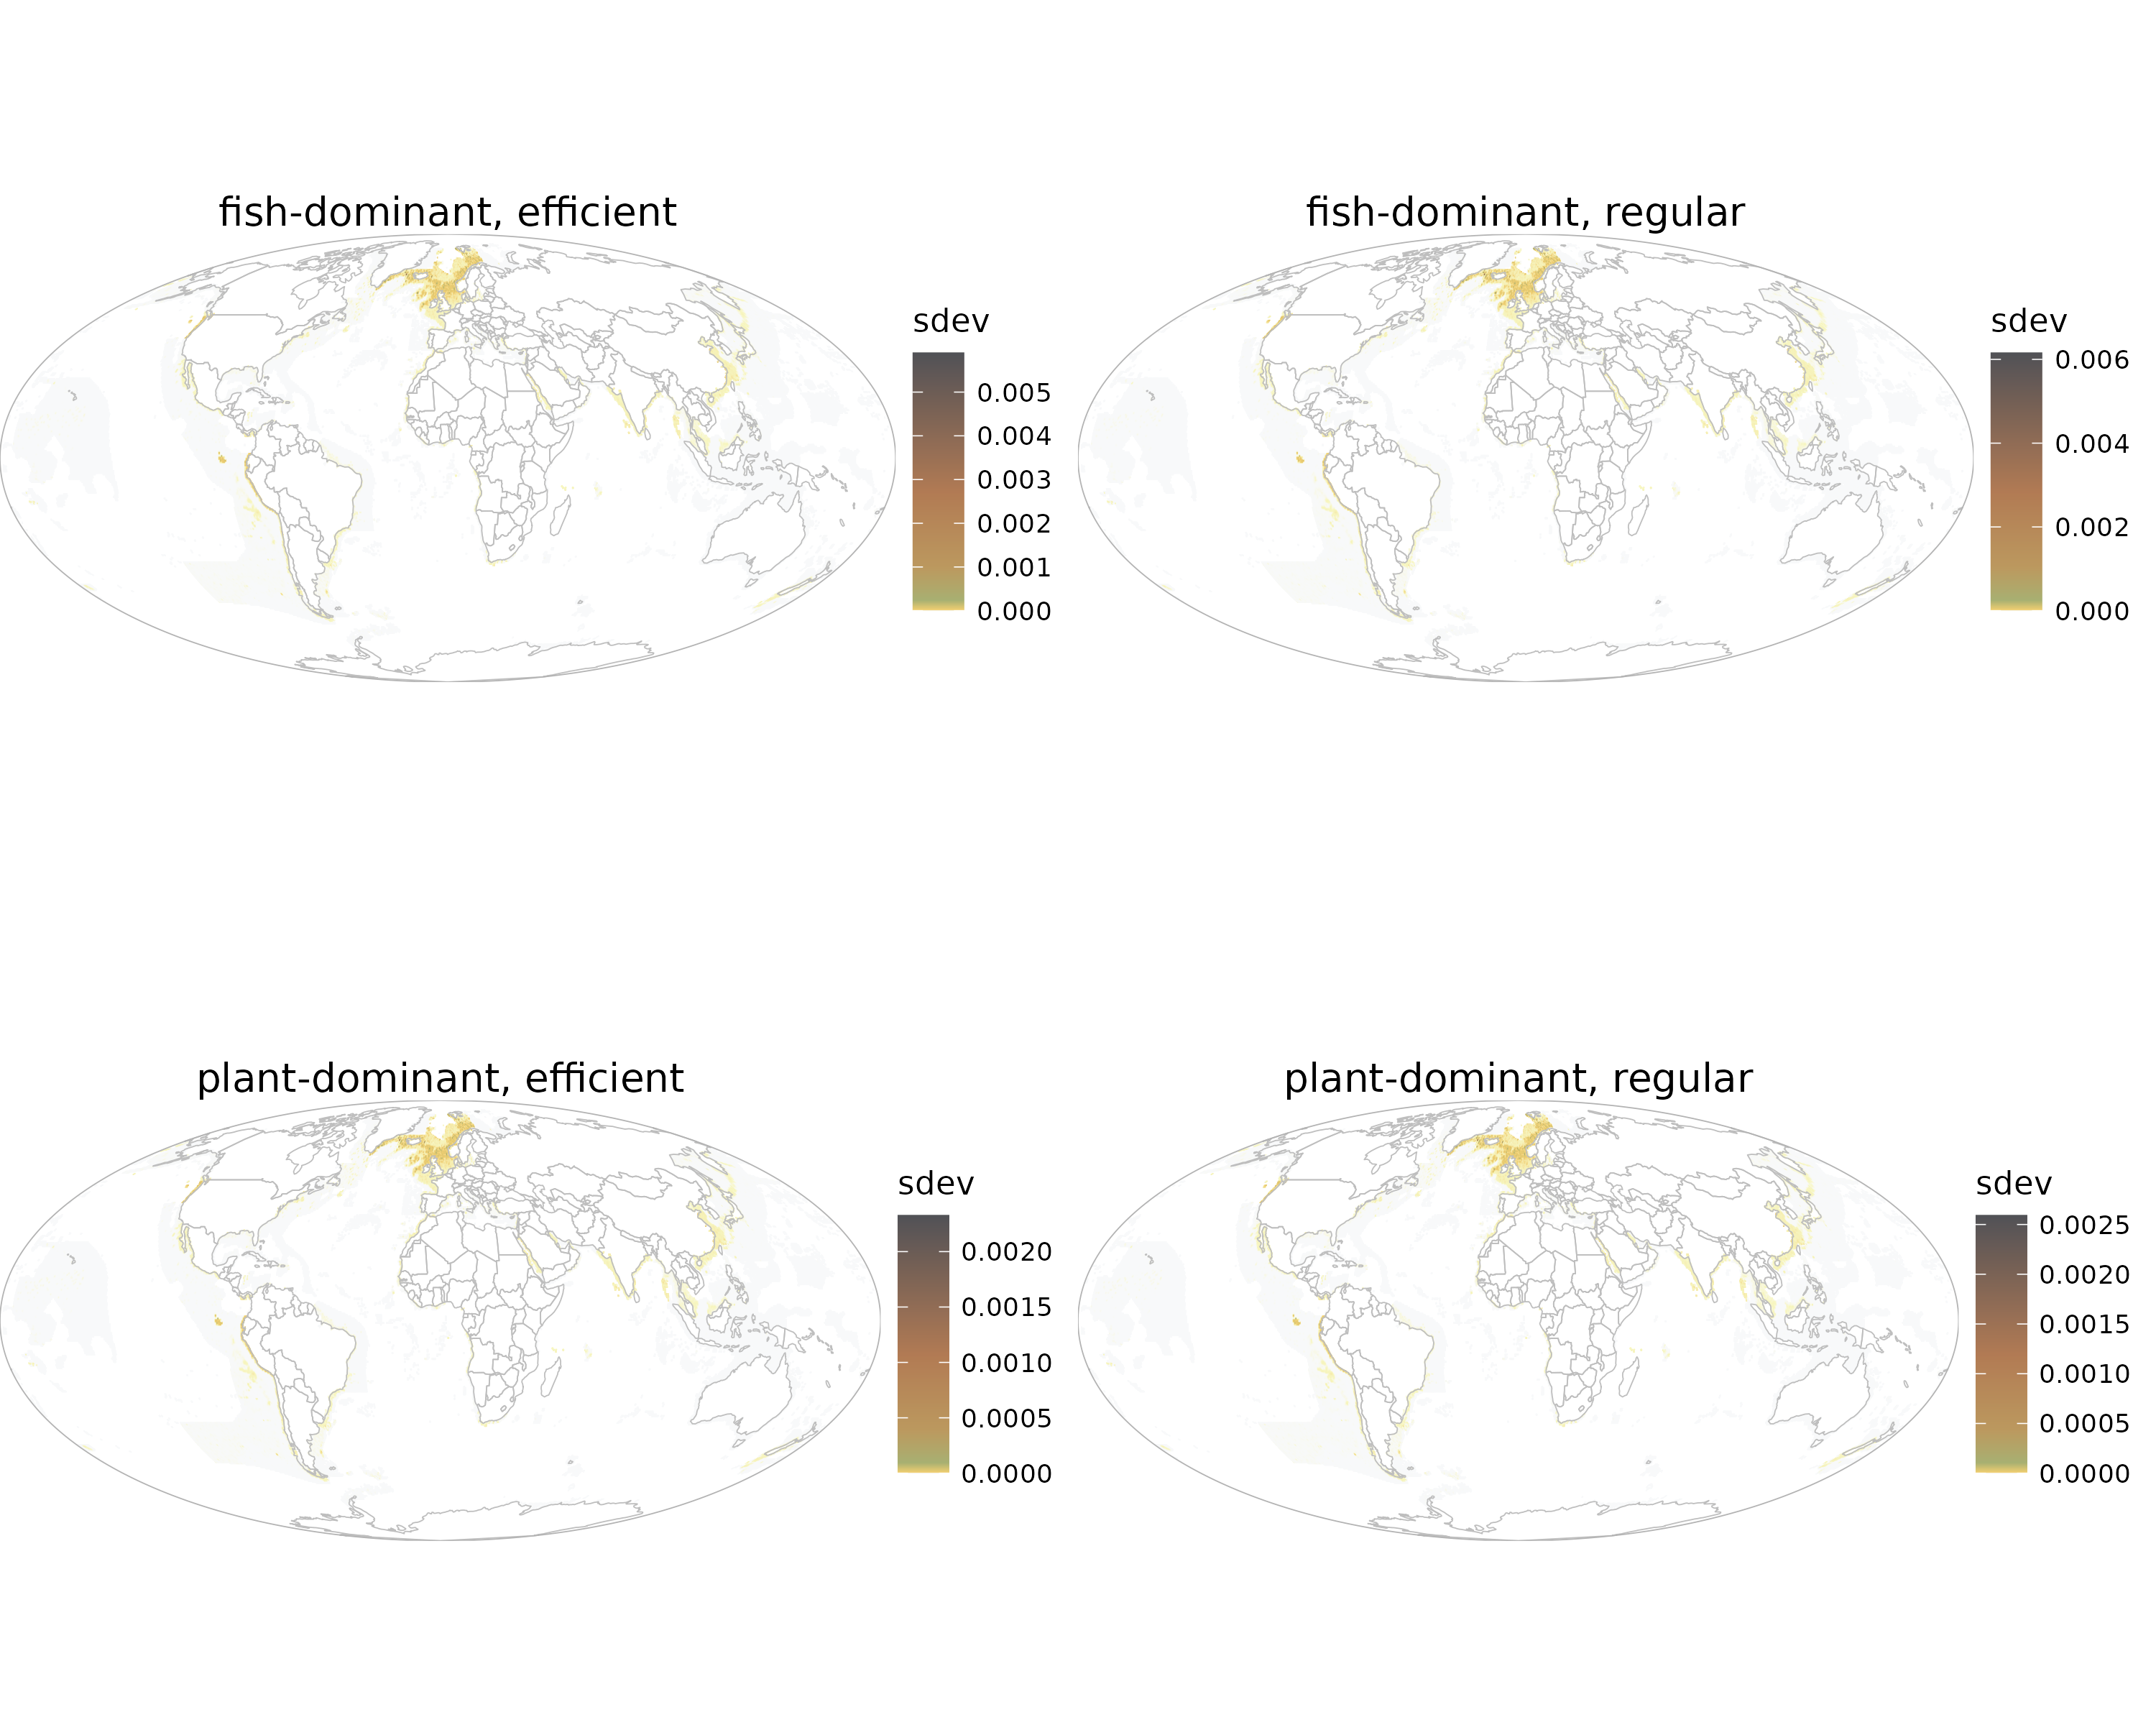 fish-dominant, efficient
sdev
0.005
0.004
0.003
0.002
0.001
0.000
fish-dominant, regular
sdev
0.006
0.004
0.002
0.000
plant-dominant, efficient
sdev
0.0020
0.0015
0.0010
0.0005
0.0000
plant-dominant, regular
sdev
0.0025
0.0020
0.0015
0.0010
0.0005
0.0000